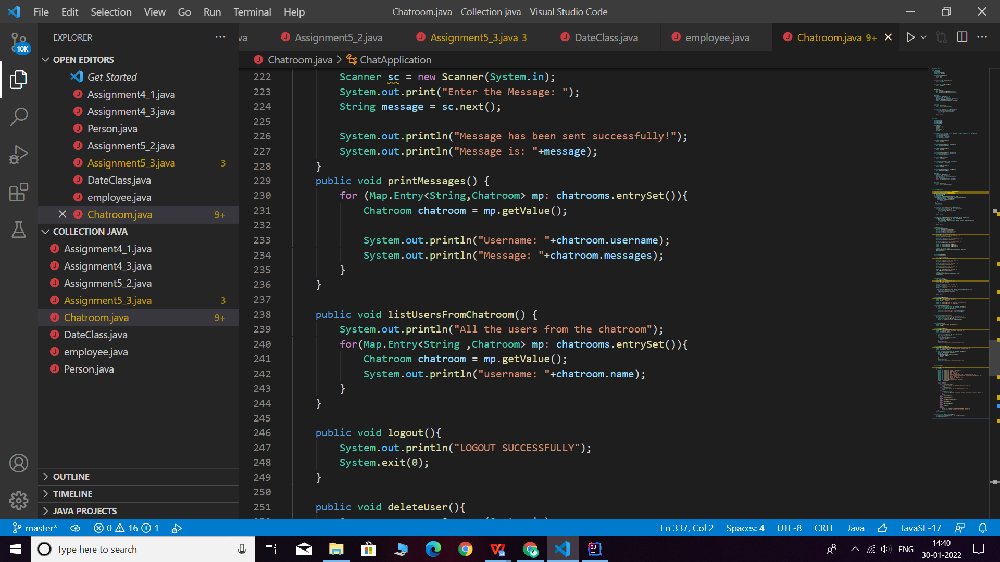 File Edit Selection View Go Run Terminal Help
Chatroom.java - Collection java - Visual Studio Code
10K
EXPLORER
OPEN EDITORS
Get Started
Assignment4_1.java
Assignment4_3.java
Person.java
Assignment5_2.java
Assignment5_3.java 3
DateClass.java
employee.java
Chatroom.java 9+
COLLECTION JAVA
Assignment4_1.java
Assignment4_3.java
Assignment5_2.java
Assignment5_3.java 3
Chatroom.java 9+
DateClass.java
employee.java
Person.java
OUTLINE
TIMELINE
JAVA PROJECTS
va Assignment5_2.java Assignment5_3.java 3 DateClass.java employee.java Chatroom.java 9+
Chatroom.java > ChatApplication
222 Scanner sc = new Scanner(System.in);
223 System.out.print("Enter the Message: ");
224 String message = sc.next();
225
226 System.out.println("Message has been sent successfully!");
227 System.out.println("Message is: "+message);
228 }
229 public void printMessages() {
230 for (Map.Entry<String,Chatroom> mp: chatrooms.entrySet()){
231 Chatroom chatroom = mp.getValue();
232
233 System.out.println("Username: "+chatroom.username);
234 System.out.println("Message: "+chatroom.messages);
235 }
236 }
237
238 public void listUsersFromChatroom() {
239 System.out.println("All the users from the chatroom");
240 for(Map.Entry<String ,Chatroom> mp: chatrooms.entrySet()){
241 Chatroom chatroom = mp.getValue();
242 System.out.println("username: "+chatroom.name);
243 }
244 }
245
246 public void logout(){
247 System.out.println("LOGOUT SUCCESSFULLY");
248 System.exit(0);
249 }
250
251 public void deleteUser(){
master* 0 16 1
Ln 337, Col 2 Spaces: 4 UTF-8 CRLF Java JavaSE-17
Type here to search
ENG
14:40
30-01-2022